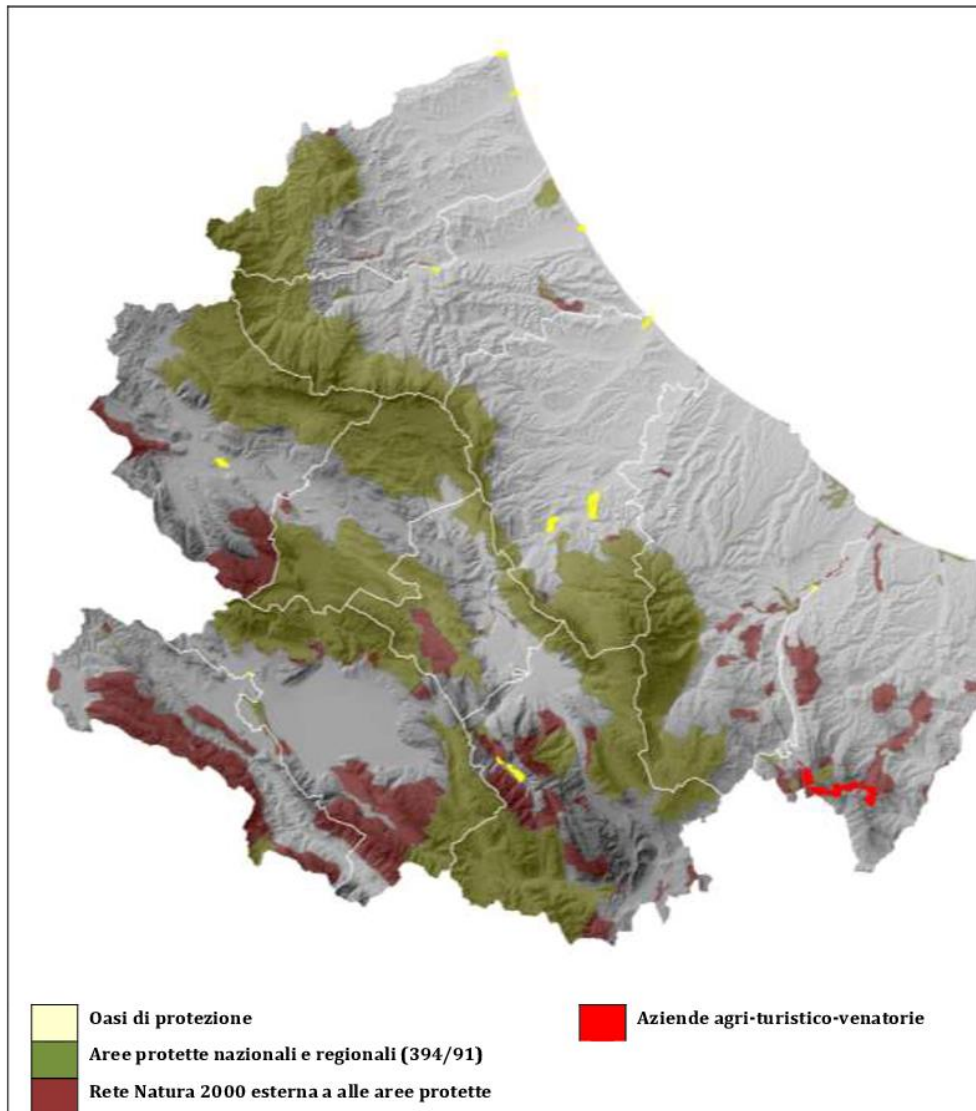 Oasi di protezione
Aziende agri-turistico-venatorie
Aree protette nazionali e regionali (394/91)
Rete Natura 2000 esterna a alle aree protette